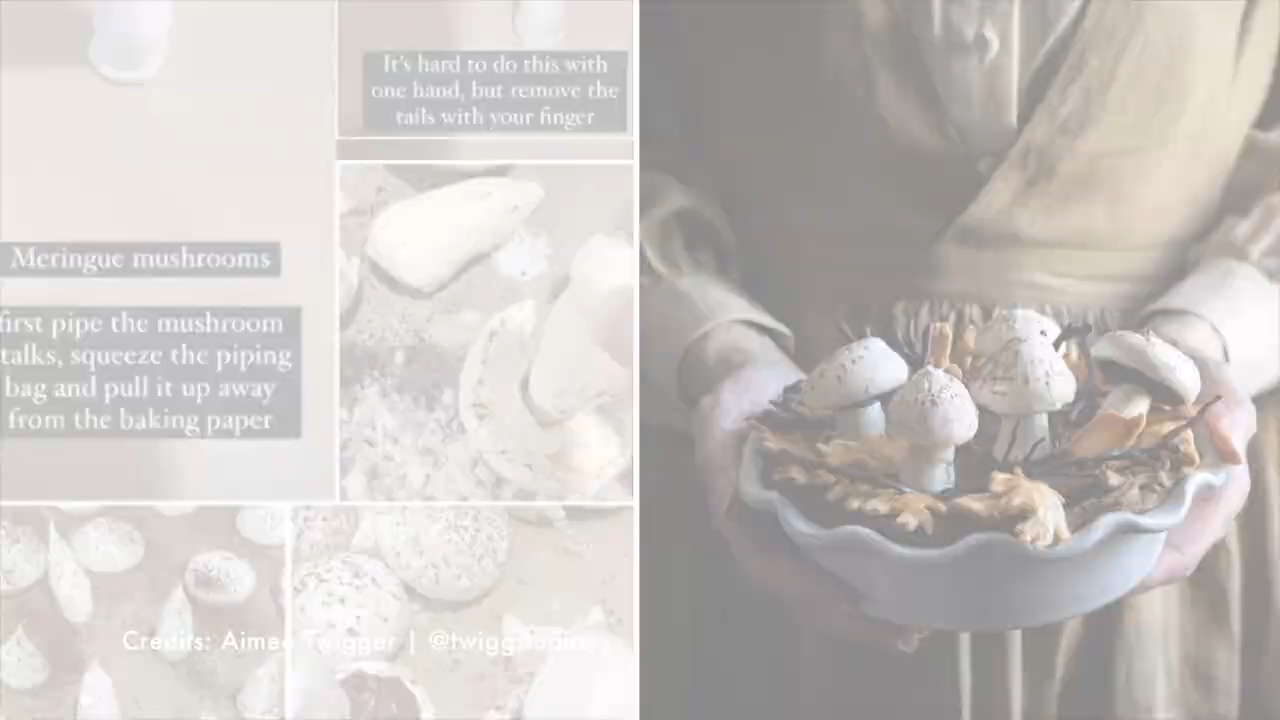 It's hard to do this with
one hand, but remove the
tails with your finger
Meringue mushrooms
first pipe the mushroom
talks, squeeze the piping
bag and pull it up away
from the baking paper
Credits: Aimee Twigger |